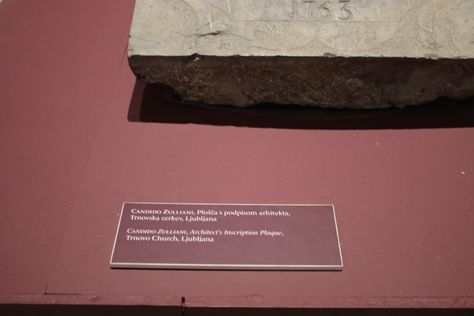 1763
CANDIDO ZULLIANI, Plošča s podpisom arhitekta,
Trnovska cerkev, Ljubljana
CANDIDO ZULLIANI, Architect's Inscription Plaque,
Trnovo Church, Ljubljana